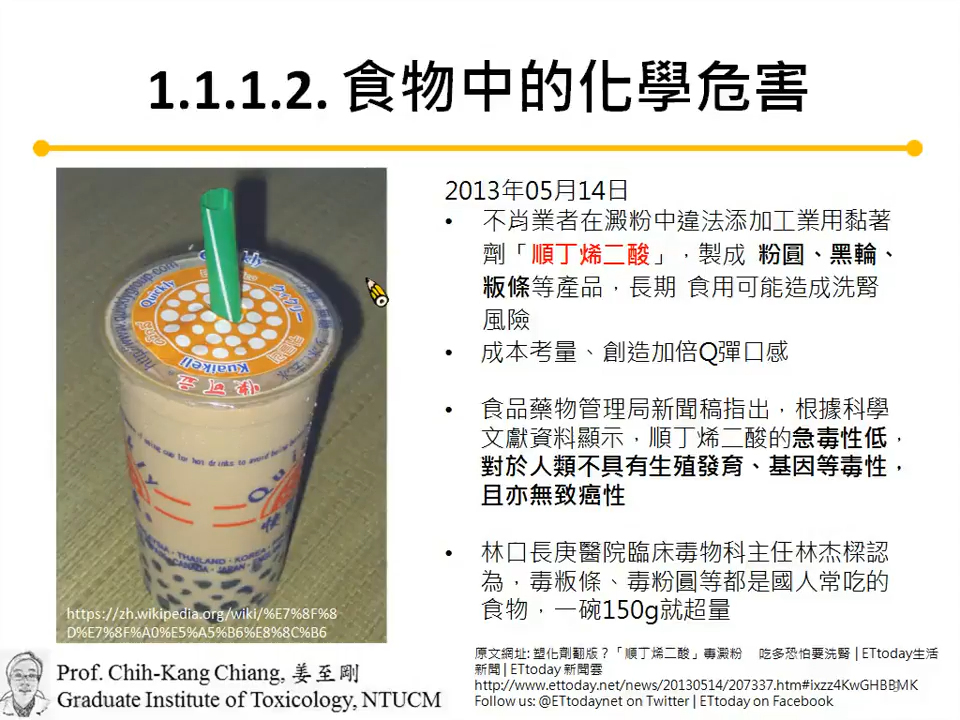 1.1.1.2. 食物中的化學危害
2013年05月14日
• 不肖業者在澱粉中違法添加工業用黏著
劑「順丁烯二酸」，製成 粉圓、黑輪、
粄條等產品，長期 食用可能造成洗腎
風險
• 成本考量、創造加倍Q彈口感
• 食品藥物管理局新聞稿指出，根據科學
文獻資料顯示，順丁烯二酸的急毒性低，
對於人類不具有生殖發育、基因等毒性，
且亦無致癌性
• 林口長庚醫院臨床毒物科主任林杰樑認
為，毒粄條、毒粉圓等都是國人常吃的
食物，一碗150g就超量
Quickly
クイックリー
Quickly
Kuaikeli
快可立
https://zh.wikipedia.org/wiki/%E7%8F%8
D%E7%8F%A0%E5%A5%B6%E8%8C%B6
原文網址: 塑化劑翻版？「順丁烯二酸」毒澱粉 吃多恐怕要洗腎 | ETtoday生活
新聞 | ETtoday 新聞雲
http://www.ettoday.net/news/20130514/207337.htm#ixzz4KwGHBBMK
Follow us: @ETtodaynet on Twitter | ETtoday on Facebook
Prof. Chih-Kang Chiang, 姜至剛
Graduate Institute of Toxicology, NTUCM